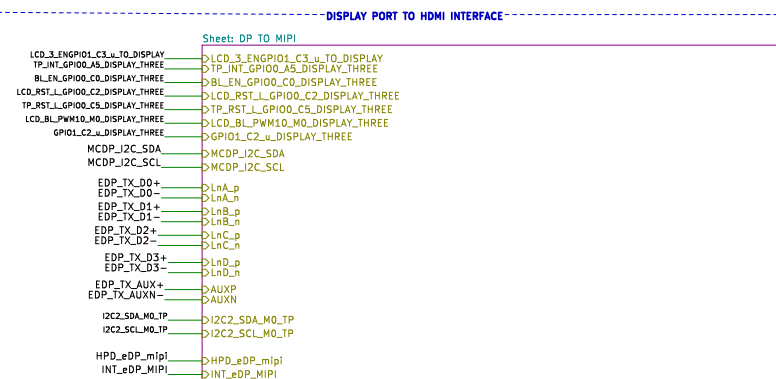 DISPLAY PORT TO HDMI INTERFACE
Sheet: DP TO MIPI
LCD_3_ENGPIO1_C3_u_TO_DISPLAY LCD_3_ENGPIO1_C3_u_TO_DISPLAY
TP_INT_GPIO0_A5_DISPLAY_THREE TP_INT_GPIO0_A5_DISPLAY_THREE
BL_EN_GPIO0_C0_DISPLAY_THREE BL_EN_GPIO0_C0_DISPLAY_THREE
LCD_RST_L_GPIO0_C2_DISPLAY_THREE LCD_RST_L_GPIO0_C2_DISPLAY_THREE
TP_RST_L_GPIO0_C5_DISPLAY_THREE TP_RST_L_GPIO0_C5_DISPLAY_THREE
LCD_BL_PWM10_M0_DISPLAY_THREE LCD_BL_PWM10_M0_DISPLAY_THREE
GPIO1_C2_u_DISPLAY_THREE GPIO1_C2_u_DISPLAY_THREE
MCDP_I2C_SDA MCDP_I2C_SDA
MCDP_I2C_SCL MCDP_I2C_SCL
EDP_TX_D0+ LnA_p
EDP_TX_D0- LnA_n
EDP_TX_D1+ LnB_p
EDP_TX_D1- LnB_n
EDP_TX_D2+ LnC_p
EDP_TX_D2- LnC_n
EDP_TX_D3+ LnD_p
EDP_TX_D3- LnD_n
EDP_TX_AUX+ AUXP
EDP_TX_AUXN- AUXN
I2C2_SDA_M0_TP I2C2_SDA_M0_TP
I2C2_SCL_M0_TP I2C2_SCL_M0_TP
HPD_eDP_mipi HPD_eDP_mipi
INT_eDP_MIPI INT_eDP_MIPI